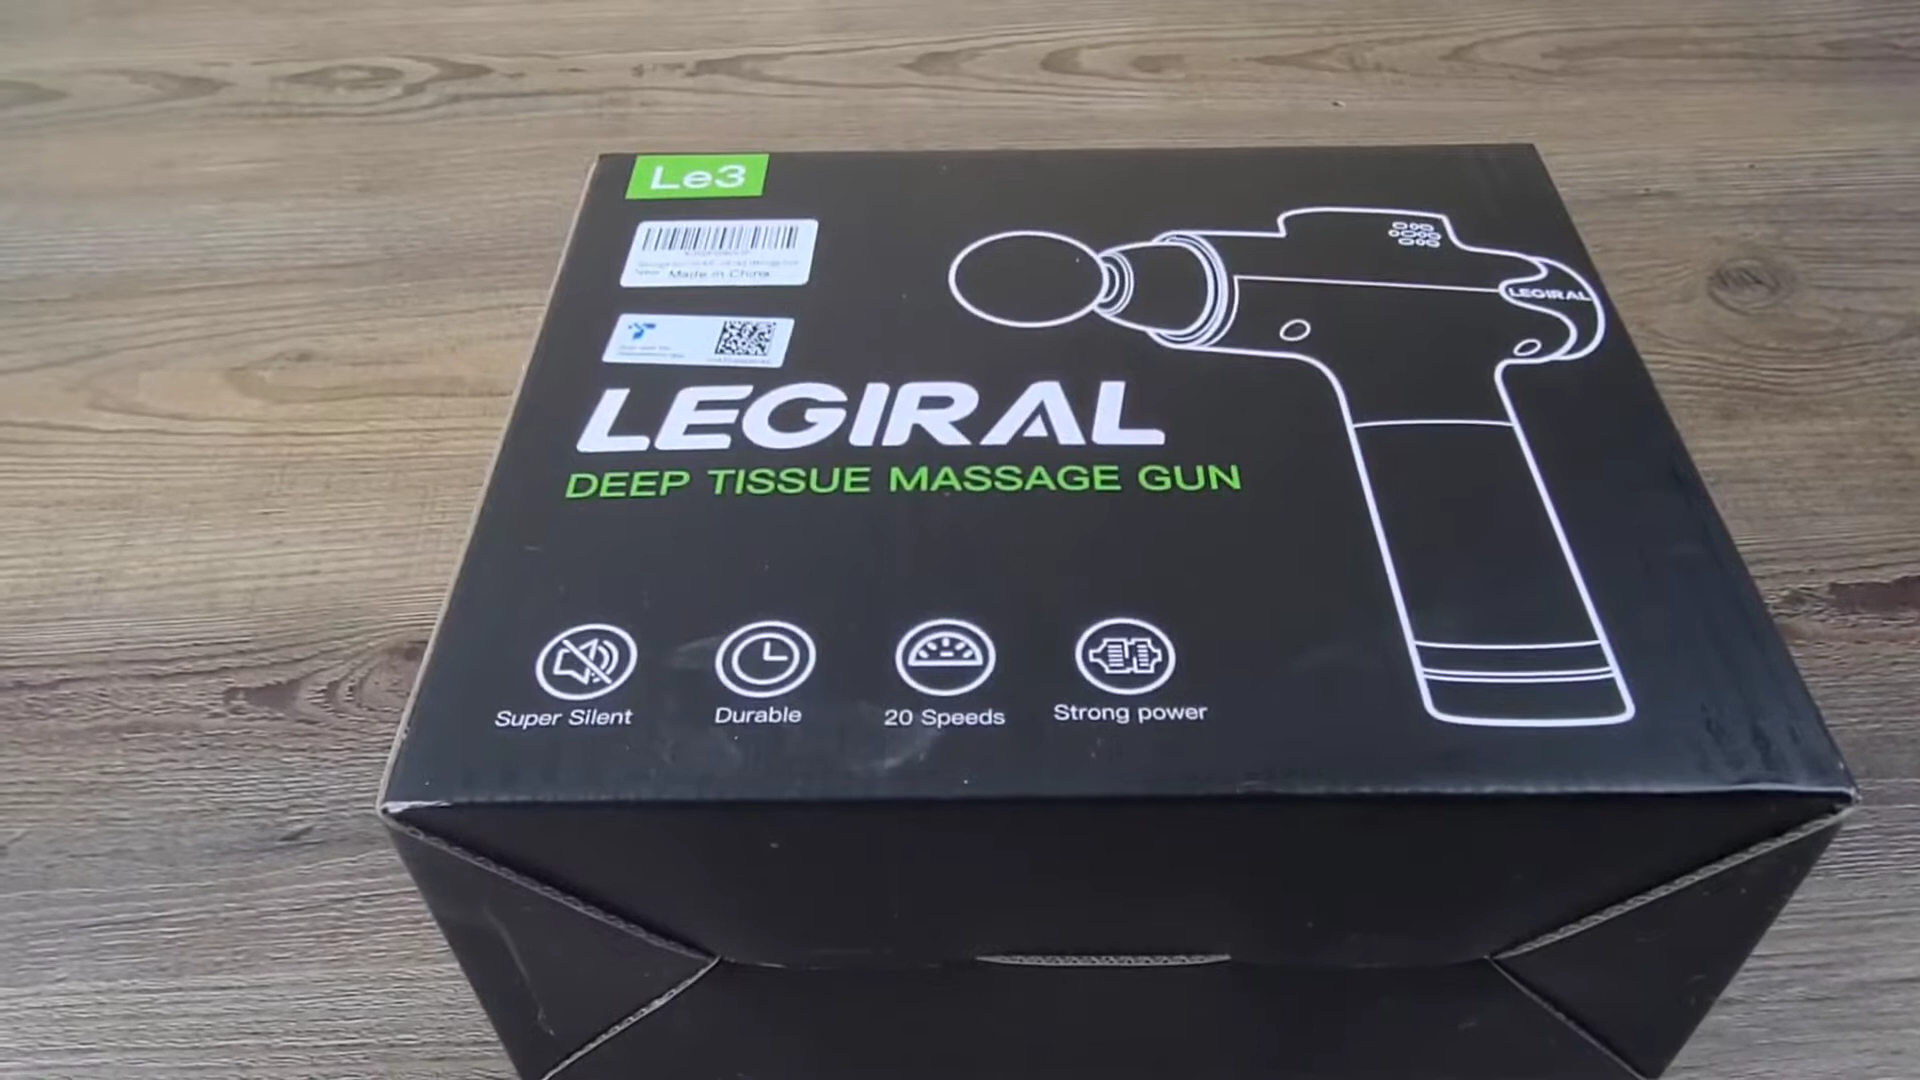 Le3
Made in China
LEGIRAL
LEGIRAL
DEEP TISSUE MASSAGE GUN
Super Silent
Durable
20 Speeds
Strong power